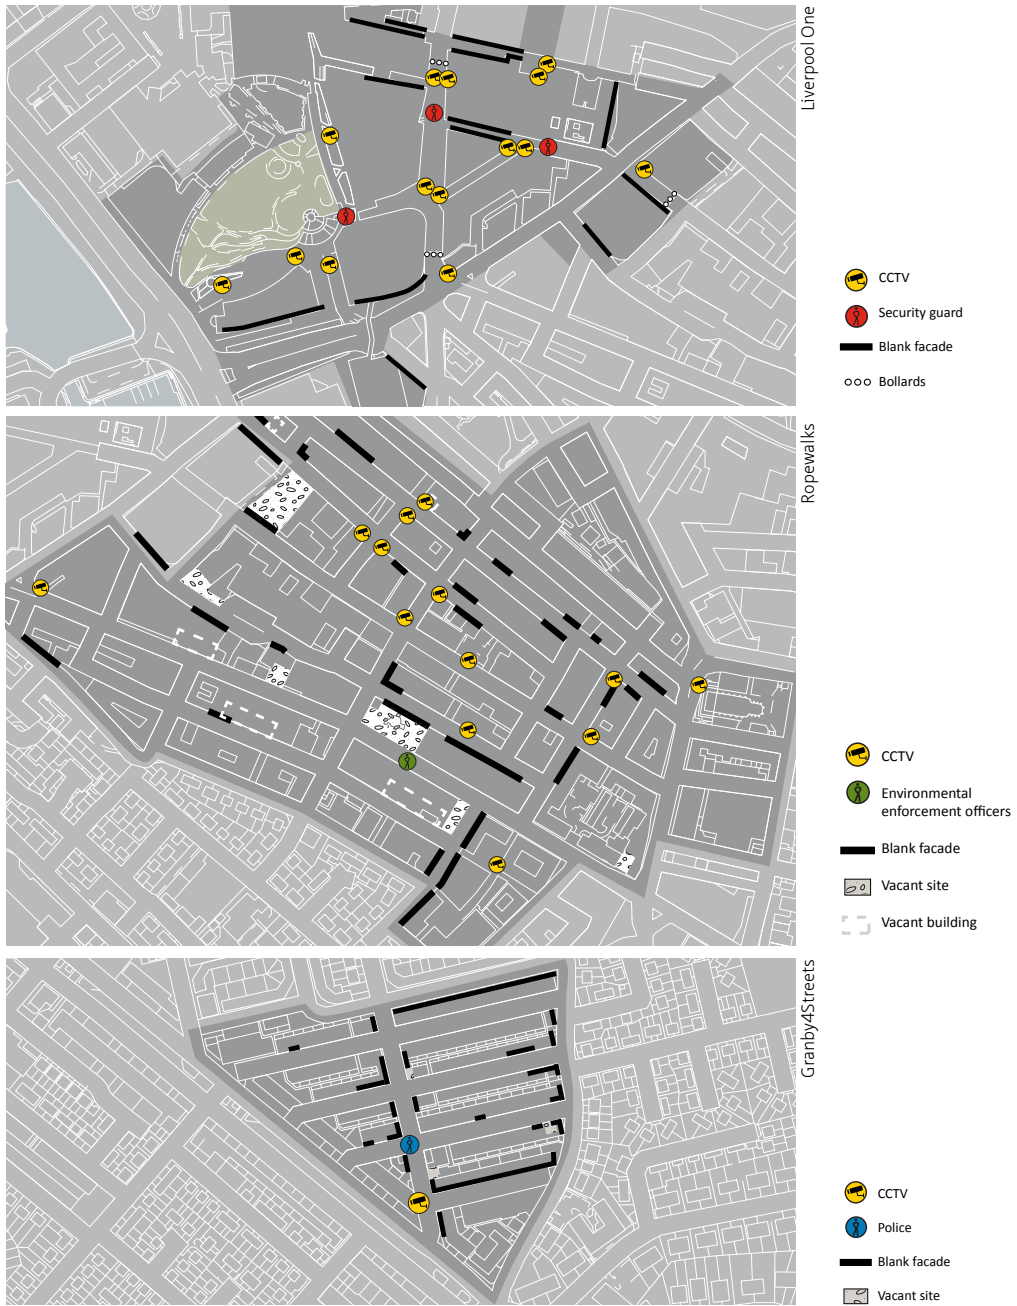 Liverpool One
CCTV
Security guard
Blank facade
Bollards
Ropewalks
CCTV
Environmental
enforcement officers
Blank facade
Vacant site
Vacant building
Granby4Streets
CCTV
Police
Blank facade
Vacant site